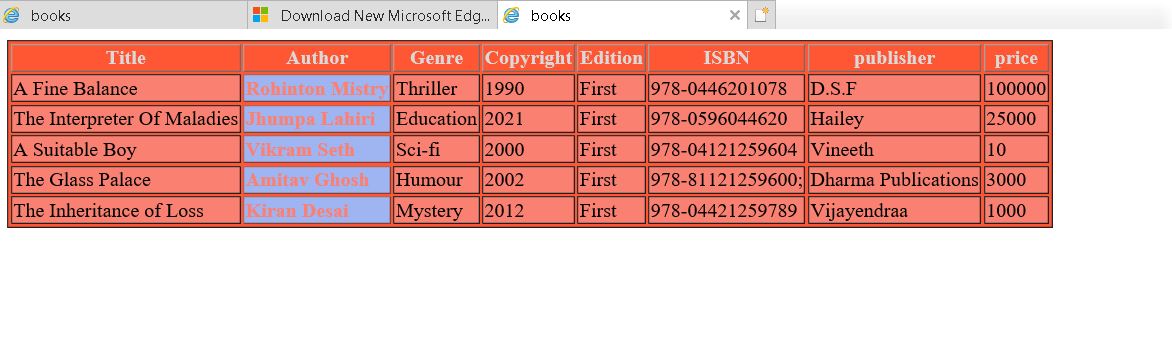 books Download New Microsoft Edg... books
Title Author Genre Copyright Edition ISBN publisher price
A Fine Balance Rohinton Mistry Thriller 1990 First 978-0446201078 D.S.F 100000
The Interpreter Of Maladies Jhumpa Lahiri Education 2021 First 978-0596044620 Hailey 25000
A Suitable Boy Vikram Seth Sci-fi 2000 First 978-04121259604 Vineeth 10
The Glass Palace Amitav Ghosh Humour 2002 First 978-81121259600; Dharma Publications 3000
The Inheritance of Loss Kiran Desai Mystery 2012 First 978-04421259789 Vijayendraa 1000